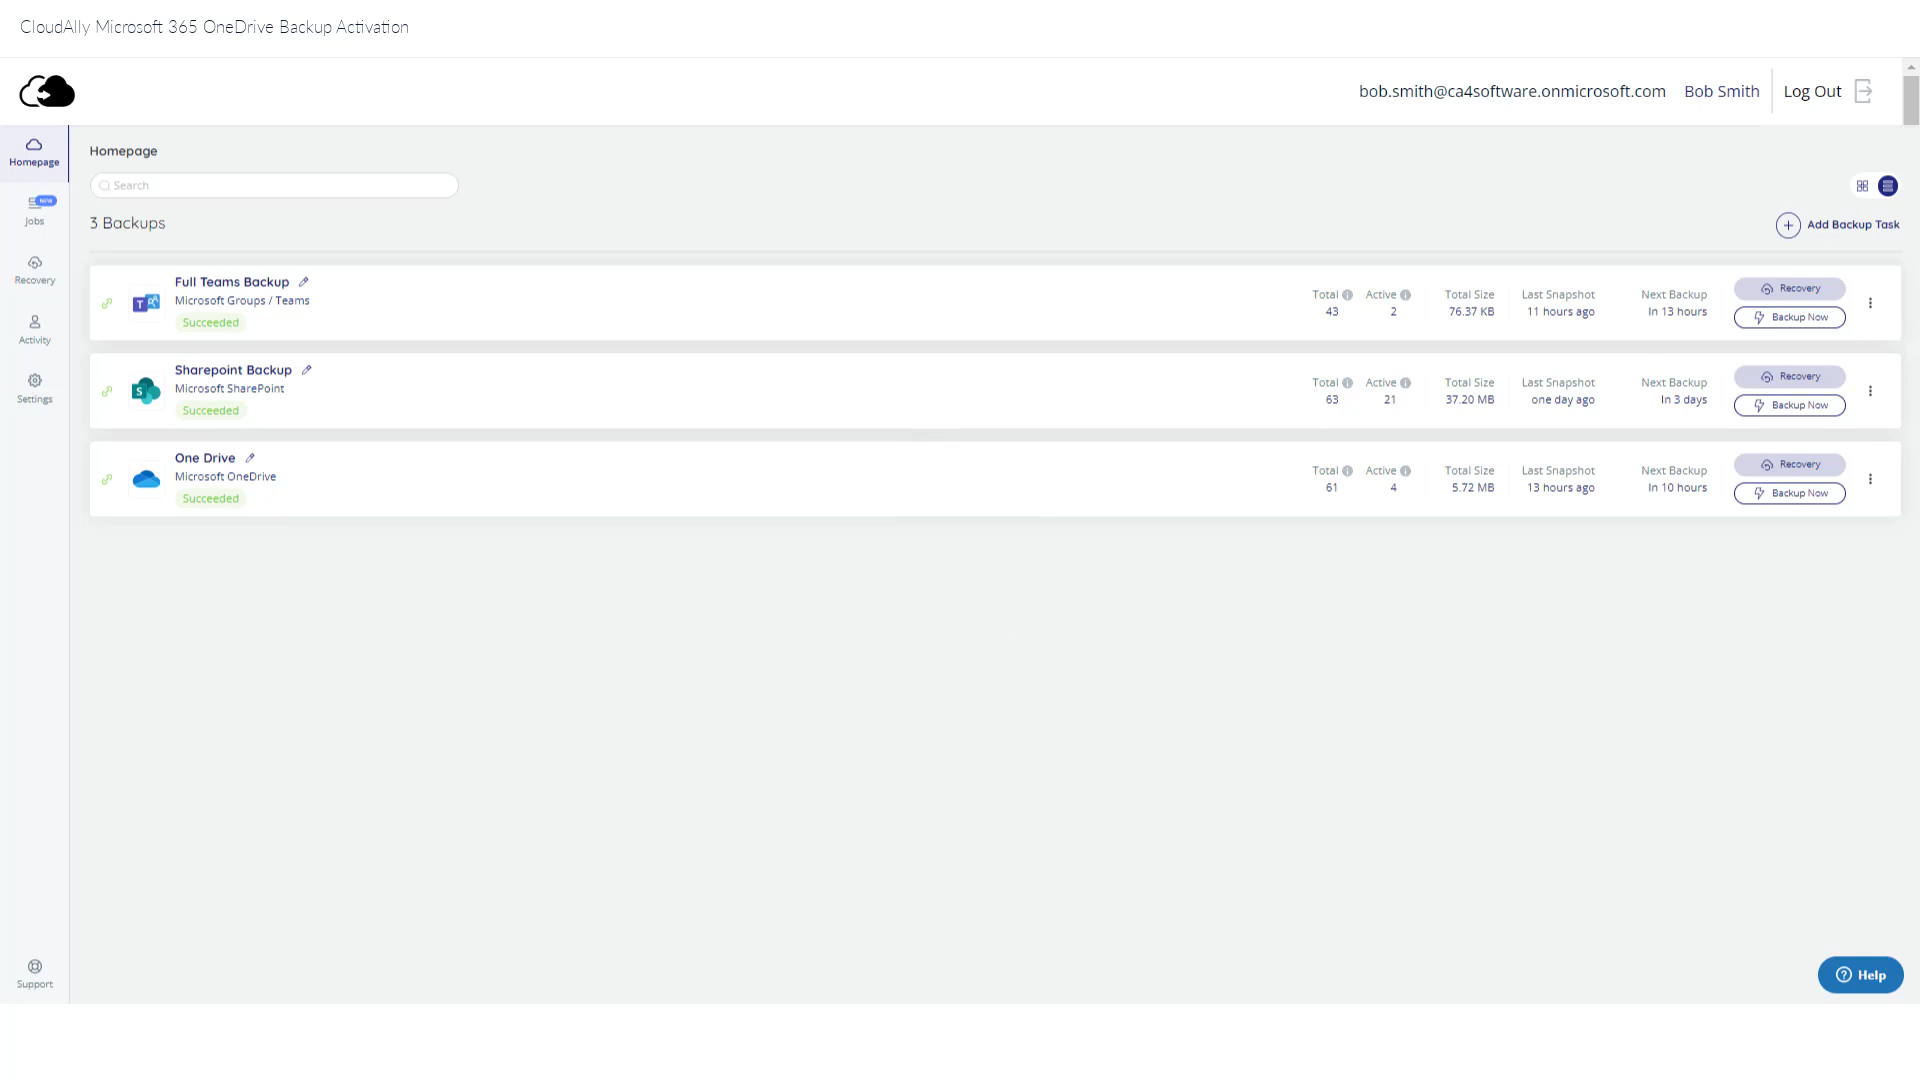 CloudAlly Microsoft 365 OneDrive Backup Activation
bob.smith@ca4software.onmicrosoft.com Bob Smith Log Out
Homepage
Jobs
NEW
Recovery
Activity
Settings
Support
Homepage
Search
3 Backups
Add Backup Task
Full Teams Backup
Microsoft Groups / Teams
Succeeded
Total Active Total Size Last Snapshot Next Backup
43 2 76.37 KB 11 hours ago In 13 hours
Recovery
Backup Now
Sharepoint Backup
Microsoft SharePoint
Succeeded
Total Active Total Size Last Snapshot Next Backup
63 21 37.20 MB one day ago In 3 days
Recovery
Backup Now
One Drive
Microsoft OneDrive
Succeeded
Total Active Total Size Last Snapshot Next Backup
61 4 5.72 MB 13 hours ago In 10 hours
Recovery
Backup Now
Help